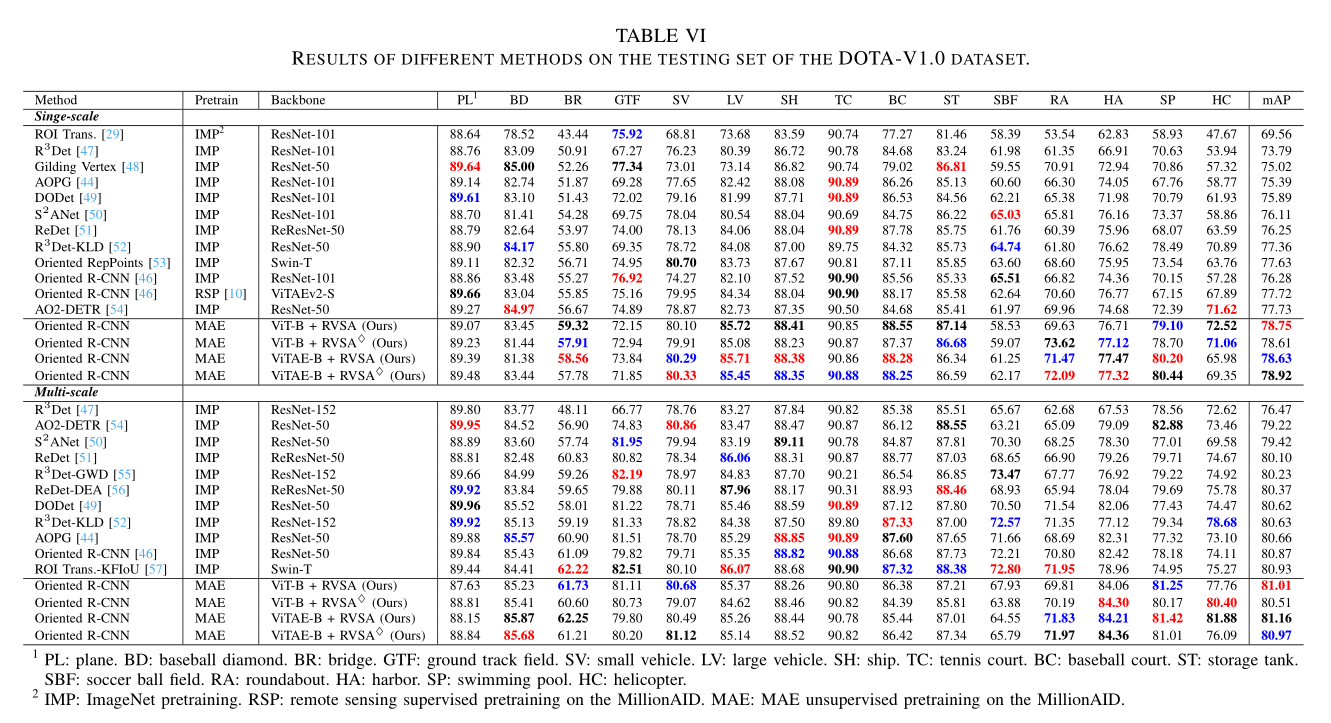 TABLE VI
RESULTS OF DIFFERENT METHODS ON THE TESTING SET OF THE DOTA-V1.0 DATASET.
Method Pretrain Backbone PL¹ BD BR GTF SV LV SH TC BC ST SBF RA HA SP HC mAP
Singe-scale
ROI Trans. [29] IMP² ResNet-101 88.64 78.52 43.44 75.92 68.81 73.68 83.59 90.74 77.27 81.46 58.39 53.54 62.83 58.93 47.67 69.56
R³Det [47] IMP ResNet-101 88.76 83.09 50.91 67.27 76.23 80.39 86.72 90.78 84.68 83.24 61.98 61.35 66.91 70.63 53.94 73.79
Gilding Vertex [48] IMP ResNet-50 89.64 85.00 52.26 77.34 73.01 73.14 86.82 90.74 79.02 86.81 59.55 70.91 72.94 70.86 57.32 75.02
AOPG [44] IMP ResNet-101 89.14 82.74 51.87 69.28 77.65 82.42 88.08 90.89 86.26 85.13 60.60 66.30 74.05 67.76 58.77 75.39
DODet [49] IMP ResNet-101 89.61 83.10 51.43 72.02 79.16 81.99 87.71 90.89 86.53 84.56 62.21 65.38 71.98 70.79 61.93 75.89
S²ANet [50] IMP ResNet-101 88.70 81.41 54.28 69.75 78.04 80.54 88.04 90.69 84.75 86.22 65.03 65.81 76.16 73.37 58.86 76.11
ReDet [51] IMP ReResNet-50 88.79 82.64 53.97 74.00 78.13 84.06 88.04 90.89 87.78 85.75 61.76 60.39 75.96 68.07 63.59 76.25
R³Det-KLD [52] IMP ResNet-50 88.90 84.17 55.80 69.35 78.72 84.08 87.00 89.75 84.32 85.73 64.74 61.80 76.62 78.49 70.89 77.36
Oriented RepPoints [53] IMP Swin-T 89.11 82.32 56.71 74.95 80.70 83.73 87.67 90.81 87.11 85.85 63.60 68.60 75.95 73.54 63.76 77.63
Oriented R-CNN [46] IMP ResNet-101 88.86 83.48 55.27 76.92 74.27 82.10 87.52 90.90 85.56 85.33 65.51 66.82 74.36 70.15 57.28 76.28
Oriented R-CNN [46] RSP [10] ViTAEv2-S 89.66 83.04 55.85 75.16 79.95 84.34 88.04 90.90 88.17 85.58 62.64 70.60 76.77 67.15 67.89 77.72
AO2-DETR [54] IMP ResNet-50 89.27 84.97 56.67 74.89 78.87 82.73 87.35 90.50 84.68 85.41 61.97 69.96 74.68 72.39 71.62 77.73
Oriented R-CNN MAE ViT-B + RVSA (Ours) 89.07 83.45 59.32 72.15 80.10 85.72 88.41 90.85 88.55 87.14 58.53 69.63 76.71 79.10 72.52 78.75
Oriented R-CNN MAE ViT-B + RVSA◇ (Ours) 89.23 81.44 57.91 72.94 79.91 85.08 88.23 90.87 87.37 86.68 59.07 73.62 77.12 78.70 71.06 78.61
Oriented R-CNN MAE ViTAE-B + RVSA (Ours) 89.39 81.38 58.56 73.84 80.29 85.71 88.38 90.86 88.28 86.34 61.25 71.47 77.47 80.20 65.98 78.63
Oriented R-CNN MAE ViTAE-B + RVSA◇ (Ours) 89.48 83.44 57.78 71.85 80.33 85.45 88.35 90.88 88.25 86.59 62.17 72.09 77.32 80.44 69.35 78.92
Multi-scale
R³Det [47] IMP ResNet-152 89.80 83.77 48.11 66.77 78.76 83.27 87.84 90.82 85.38 85.51 65.67 62.68 67.53 78.56 72.62 76.47
AO2-DETR [54] IMP ResNet-50 89.95 84.52 56.90 74.83 80.86 83.47 88.47 90.87 86.12 88.55 63.21 65.09 79.09 82.88 73.46 79.22
S²ANet [50] IMP ResNet-50 88.89 83.60 57.74 81.95 79.94 83.19 89.11 90.78 84.87 87.81 70.30 68.25 78.30 77.01 69.58 79.42
ReDet [51] IMP ReResNet-50 88.81 82.48 60.83 80.82 78.34 86.06 88.31 90.87 88.77 87.03 68.65 66.90 79.26 79.71 74.67 80.10
R³Det-GWD [55] IMP ResNet-152 89.66 84.99 59.26 82.19 78.97 84.83 87.70 90.21 86.54 86.85 73.47 67.77 76.92 79.22 74.92 80.23
ReDet-DEA [56] IMP ReResNet-50 89.92 83.84 59.65 79.88 80.11 87.96 88.17 90.31 88.93 88.46 68.93 65.94 78.04 79.69 75.78 80.37
DODet [49] IMP ResNet-50 89.96 85.52 58.01 81.22 78.71 85.46 88.59 90.89 87.12 87.80 70.50 71.54 82.06 77.43 74.47 80.62
R³Det-KLD [52] IMP ResNet-152 89.92 85.13 59.19 81.33 78.82 84.38 87.50 89.80 87.33 87.00 72.57 71.35 77.12 79.34 78.68 80.63
AOPG [44] IMP ResNet-50 89.88 85.57 60.90 81.51 78.70 85.29 88.85 90.89 87.60 87.65 71.66 68.69 82.31 77.32 73.10 80.66
Oriented R-CNN [46] IMP ResNet-50 89.84 85.43 61.09 79.82 79.71 85.35 88.82 90.88 86.68 87.73 72.21 70.80 82.42 78.18 74.11 80.87
ROI Trans.-KFIoU [57] IMP Swin-T 89.44 84.41 62.22 82.51 80.10 86.07 88.68 90.90 87.32 88.38 72.80 71.95 78.96 74.95 75.27 80.93
Oriented R-CNN MAE ViT-B + RVSA (Ours) 87.63 85.23 61.73 81.11 80.68 85.37 88.26 90.80 86.38 87.21 67.93 69.81 84.06 81.25 77.76 81.01
Oriented R-CNN MAE ViT-B + RVSA◇ (Ours) 88.81 85.41 60.60 80.73 79.07 84.62 88.46 90.82 84.39 85.81 63.88 70.19 84.30 80.17 80.40 80.51
Oriented R-CNN MAE ViTAE-B + RVSA (Ours) 88.15 85.87 62.25 79.80 80.49 85.26 88.44 90.78 85.44 87.01 64.55 71.83 84.21 81.42 81.88 81.16
Oriented R-CNN MAE ViTAE-B + RVSA◇ (Ours) 88.84 85.68 61.21 80.20 81.12 85.14 88.52 90.82 86.42 87.34 65.79 71.97 84.36 81.01 76.09 80.97
¹ PL: plane. BD: baseball diamond. BR: bridge. GTF: ground track field. SV: small vehicle. LV: large vehicle. SH: ship. TC: tennis court. BC: baseball court. ST: storage tank.
SBF: soccer ball field. RA: roundabout. HA: harbor. SP: swimming pool. HC: helicopter.
² IMP: ImageNet pretraining. RSP: remote sensing supervised pretraining on the MillionAID. MAE: MAE unsupervised pretraining on the MillionAID.